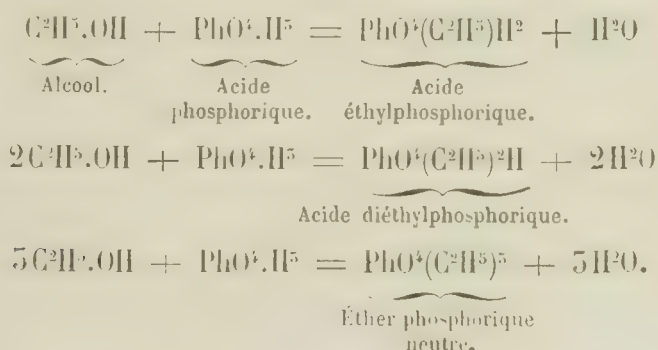 C²H⁵.OH + PhO⁴.H³ = PhO⁴(C²H⁵)H² + H²O
Alcool. Acide Acide
phosphorique. éthylphosphorique.
2C²H⁵.OH + PhO⁴.H³ = PhO⁴(C²H⁵)²H + 2H²O
Acide diéthylphosphorique.
3C²H⁵.OH + PhO⁴.H³ = PhO⁴(C²H⁵)³ + 3H²O.
Éther phosphorique
neutre.